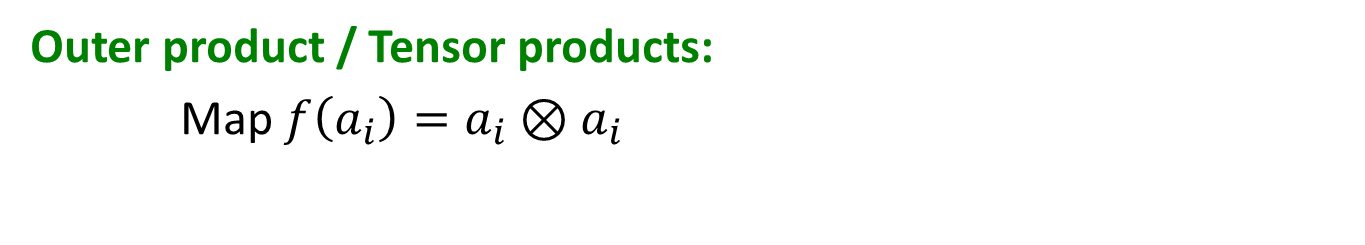 Outer product / Tensor products:
Map 𝑓(𝑎ᵢ) = 𝑎ᵢ ⊗ 𝑎ᵢ